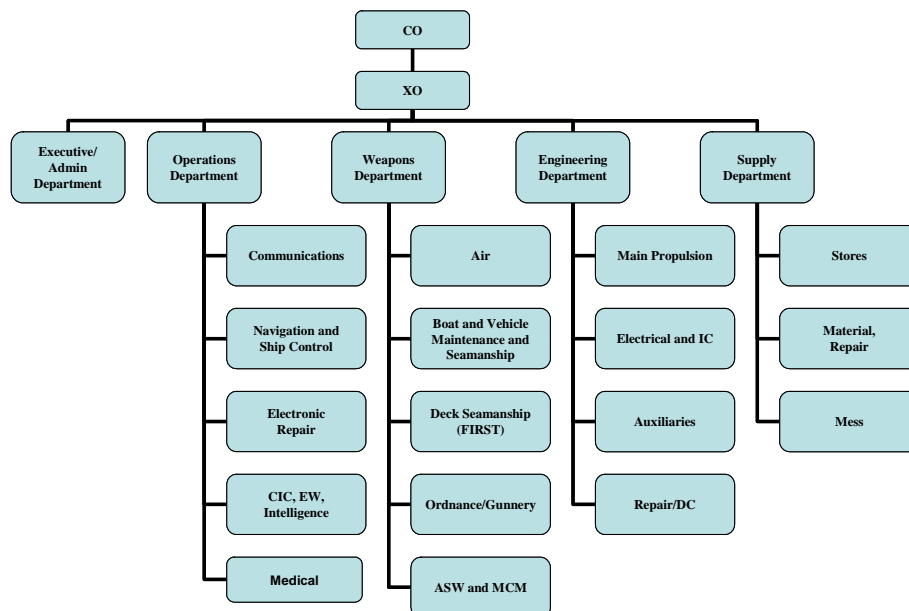 CO
XO
Executive/
Admin
Department
Operations
Department
Weapons
Department
Engineering
Department
Supply
Department
Communications
Navigation and
Ship Control
Electronic
Repair
CIC, EW,
Intelligence
Medical
Air
Boat and Vehicle
Maintenance and
Seamanship
Deck Seamanship
(FIRST)
Ordnance/Gunnery
ASW and MCM
Main Propulsion
Electrical and IC
Auxiliaries
Repair/DC
Stores
Material,
Repair
Mess